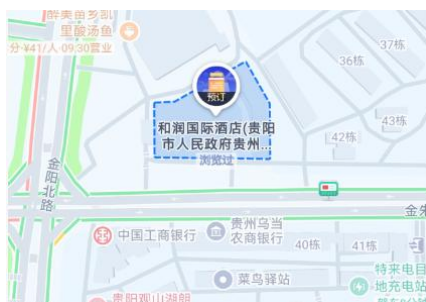 醉美苗乡凯
里酸汤鱼
分·¥41/人·09:30营业
37栋
36栋
预订
和润国际酒店(贵阳
市人民政府贵州...
浏览过
43栋
42栋
金阳北路
金朱
中国工商银行
贵州乌当
农商银行
40栋
41栋
菜鸟驿站
特来电目
地充电站
贵阳观山湖朗